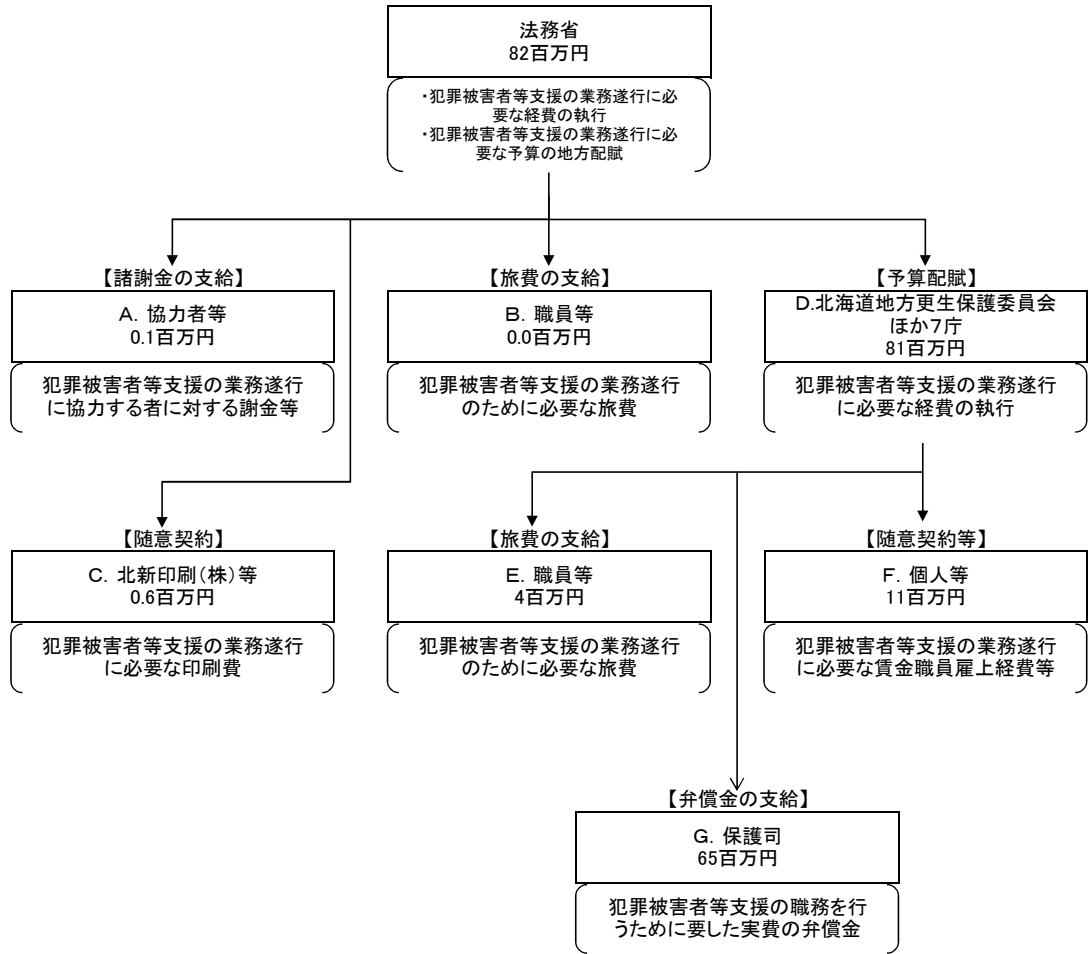 法務省
82百万円
・犯罪被害者等支援の業務遂行に必
要な経費の執行
・犯罪被害者等支援の業務遂行に必
要な予算の地方配賦
【諸謝金の支給】
A．協力者等
0.1百万円
犯罪被害者等支援の業務遂行
に協力する者に対する謝金等
【旅費の支給】
B．職員等
0.0百万円
犯罪被害者等支援の業務遂行
のために必要な旅費
【予算配賦】
D.北海道地方更生保護委員会
ほか7庁
81百万円
犯罪被害者等支援の業務遂行
に必要な経費の執行
【随意契約】
C．北新印刷（株）等
0.6百万円
犯罪被害者等支援の業務遂行
に必要な印刷費
【旅費の支給】
E．職員等
4百万円
犯罪被害者等支援の業務遂行
のために必要な旅費
【随意契約等】
F．個人等
11百万円
犯罪被害者等支援の業務遂行
に必要な賃金職員雇上経費等
【弁償金の支給】
G．保護司
65百万円
犯罪被害者等支援の職務を行
うために要した実費の弁償金